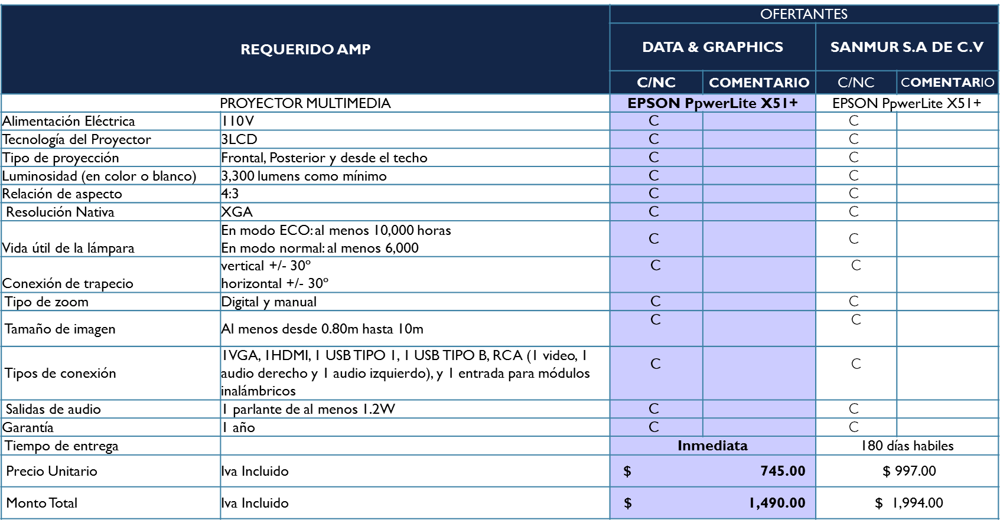 OFERTANTES
REQUERIDO AMP
DATA & GRAPHICS
SANMUR S.A DE C.V
C/NC
COMENTARIO
C/NC
COMENTARIO
PROYECTOR MULTIMEDIA
EPSON PpwerLite X51+
EPSON PpwerLite X51+
Alimentación Eléctrica
110V
C
C
Tecnología del Proyector
3LCD
C
C
Tipo de proyección
Frontal, Posterior y desde el techo
C
C
Luminosidad (en color o blanco)
3,300 lumens como mínimo
C
C
Relación de aspecto
4:3
C
C
Resolución Nativa
XGA
C
C
Vida útil de la lámpara
En modo ECO: al menos 10,000 horas
En modo normal: al menos 6,000
C
C
Conexión de trapecio
vertical +/- 30º
horizontal +/- 30º
C
C
Tipo de zoom
Digital y manual
C
C
Tamaño de imagen
Al menos desde 0.80m hasta 10m
C
C
Tipos de conexión
1VGA, 1HDMI, 1 USB TIPO 1, 1 USB TIPO B, RCA (1 video, 1
audio derecho y 1 audio izquierdo), y 1 entrada para módulos
inalámbricos
C
C
Salidas de audio
1 parlante de al menos 1.2W
C
C
Garantía
1 año
C
C
Tiempo de entrega
Inmediata
180 días habiles
Precio Unitario
Iva Incluido
$ 745.00
$ 997.00
Monto Total
Iva Incluido
$ 1,490.00
$ 1,994.00